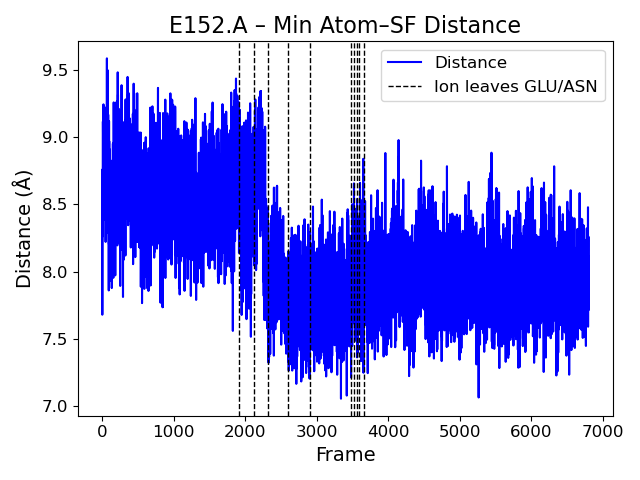 E152.A – Min Atom–SF Distance
Distance
Ion leaves GLU/ASN
Distance (Å)
9.5
9.0
8.5
8.0
7.5
7.0
0 1000 2000 3000 4000 5000 6000 7000
Frame